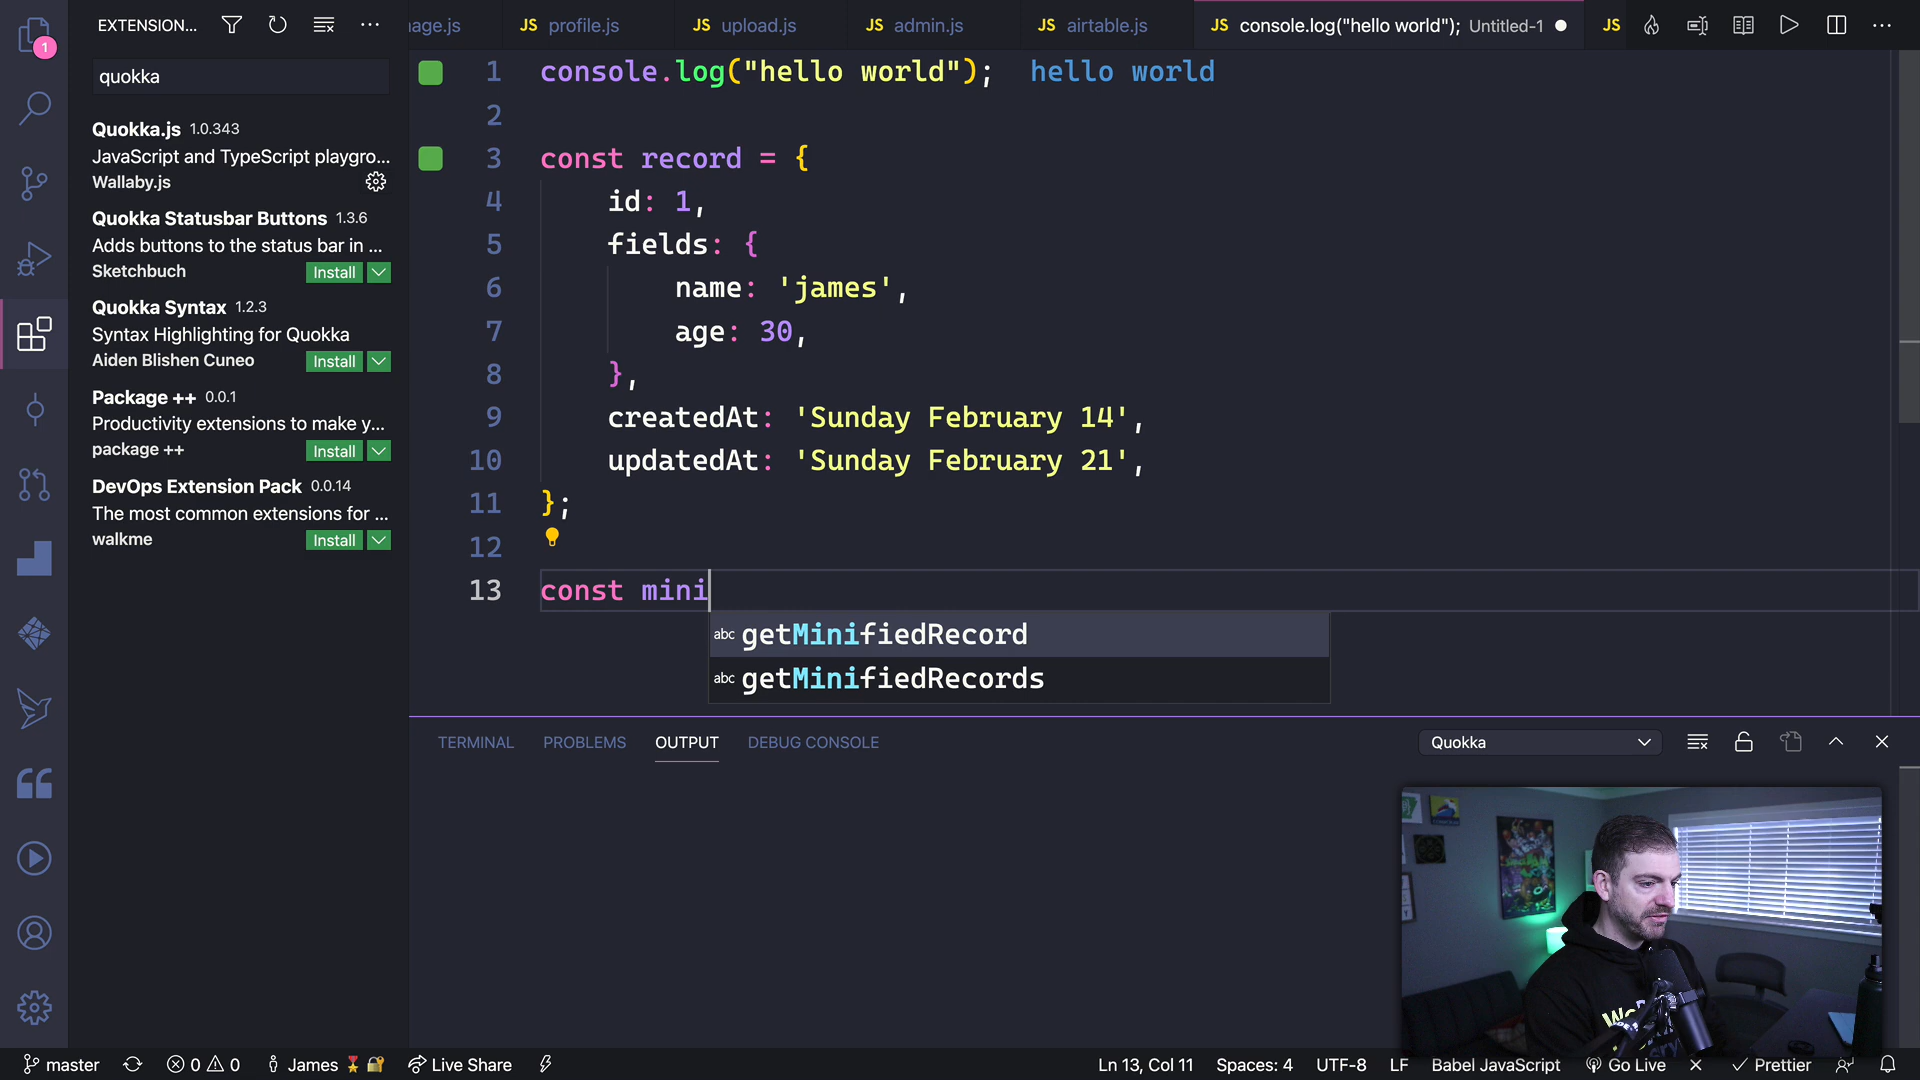 EXTENSION...
1
quokka
Quokka.js 1.0.343
JavaScript and TypeScript playgro...
Wallaby.js
Quokka Statusbar Buttons 1.3.6
Adds buttons to the status bar in ...
Sketchbuch Install
Quokka Syntax 1.2.3
Syntax Highlighting for Quokka
Aiden Blishen Cuneo Install
Package ++ 0.0.1
Productivity extensions to make y...
package ++ Install
DevOps Extension Pack 0.0.14
The most common extensions for ...
walkme Install
age.js JS profile.js JS upload.js JS admin.js JS airtable.js JS console.log("hello world"); Untitled-1 JS
1 console.log("hello world"); hello world
2
3 const record = {
4 id: 1,
5 fields: {
6 name: 'james',
7 age: 30,
8 },
9 createdAt: 'Sunday February 14',
10 updatedAt: 'Sunday February 21',
11 };
12
13 const mini
abc getMinifiedRecord
abc getMinifiedRecords
TERMINAL PROBLEMS OUTPUT DEBUG CONSOLE Quokka
master 0 0 James Live Share Ln 13, Col 11 Spaces: 4 UTF-8 LF Babel JavaScript Go Live Prettier